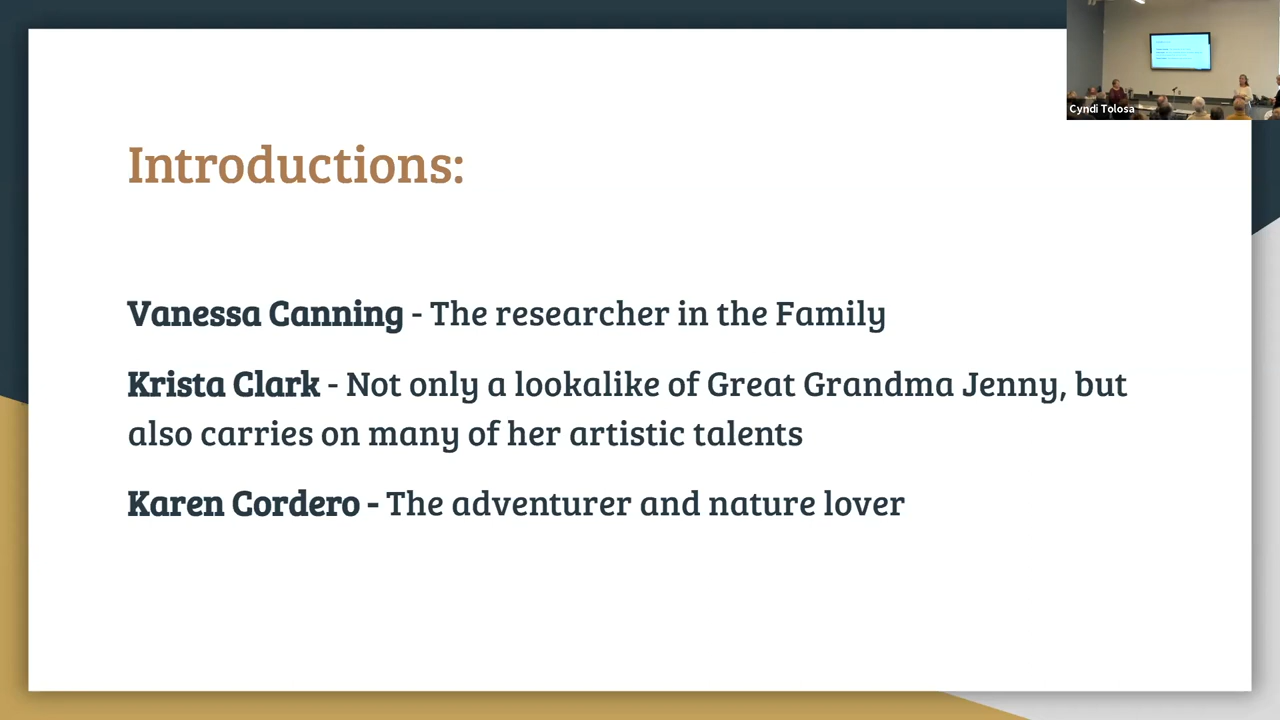 Cyndi Tolosa
Introductions:
Vanessa Canning - The researcher in the Family
Krista Clark - Not only a lookalike of Great Grandma Jenny, but
also carries on many of her artistic talents
Karen Cordero - The adventurer and nature lover